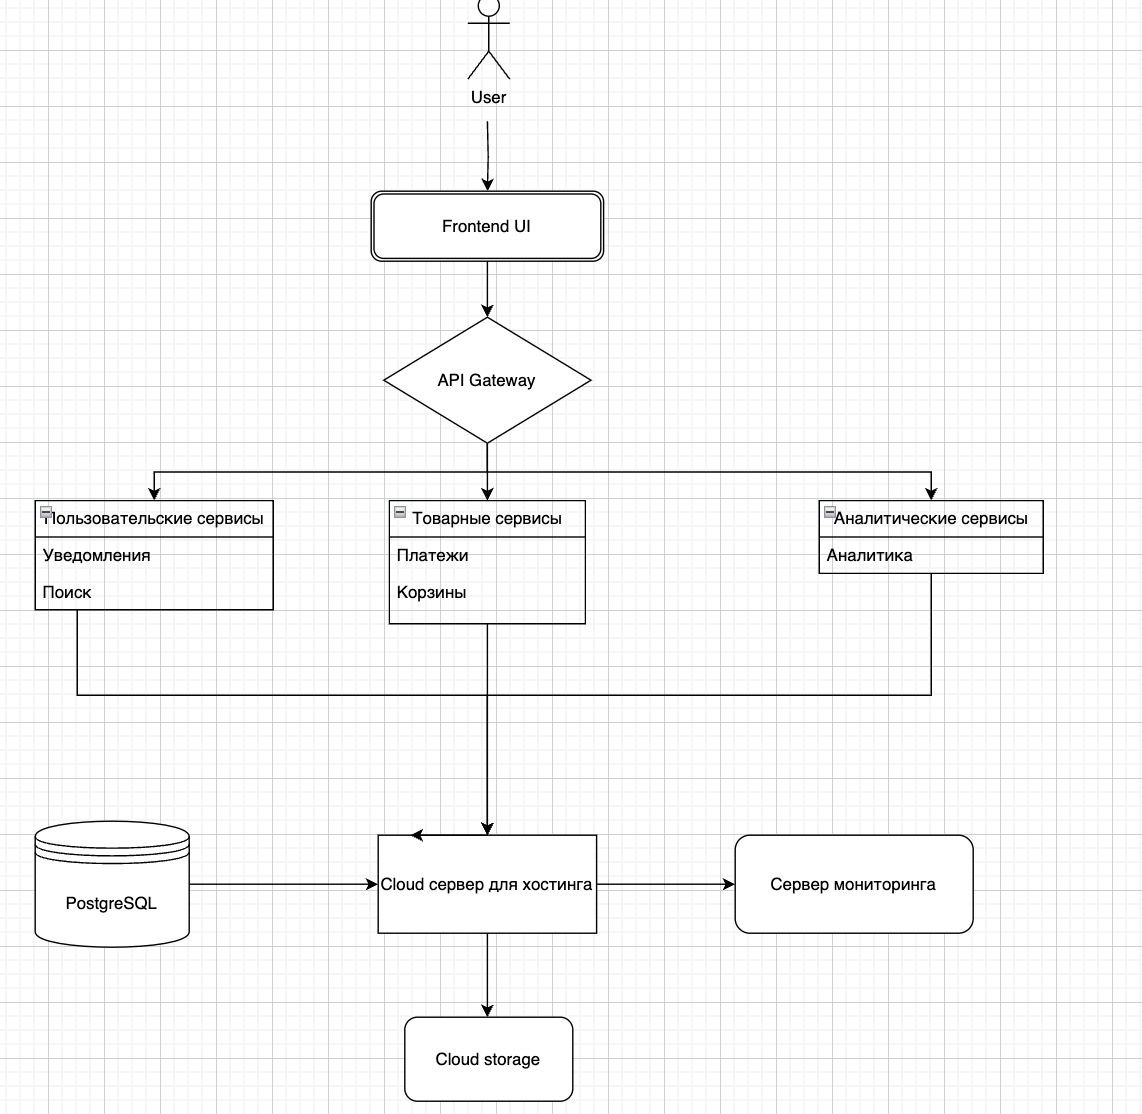 User
Frontend UI
API Gateway
Пользовательские сервисы
Уведомления
Поиск
Товарные сервисы
Платежи
Корзины
Аналитические сервисы
Аналитика
PostgreSQL
Cloud сервер для хостинга
Сервер мониторинга
Cloud storage